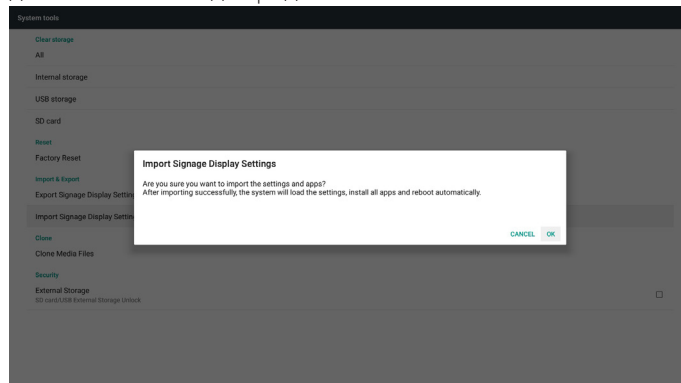 System tools
Clear storage
All
Internal storage
USB storage
SD card
Reset
Factory Reset
Import Signage Display Settings
Are you sure you want to import the settings and apps?
After importing successfully, the system will load the settings, install all apps and reboot automatically.
CANCEL OK
Import & Export
Export Signage Display Settin
Import Signage Display Settin
Clone
Clone Media Files
Security
External Storage
SD card/USB External Storage Unlock